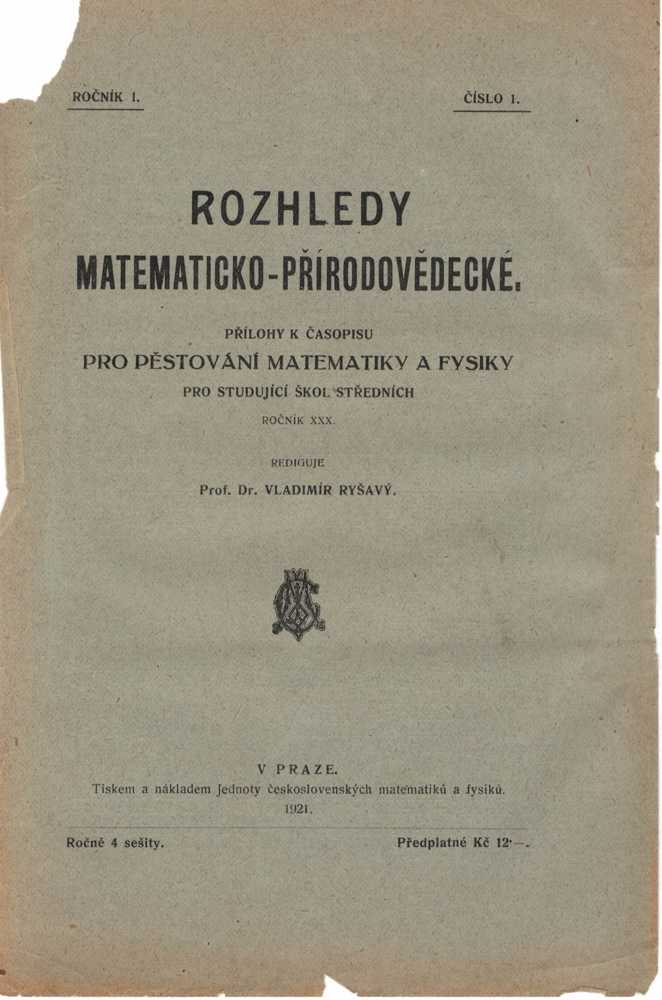 ROČNÍK I.
ČÍSLO 1.
ROZHLEDY
MATEMATICKO-PŘÍRODOVĚDECKÉ.
PŘÍLOHY K ČASOPISU
PRO PĚSTOVÁNÍ MATEMATIKY A FYSIKY
PRO STUDUJÍCÍ ŠKOL STŘEDNÍCH
ROČNÍK XXX.
REDIGUJE
Prof. Dr. VLADIMÍR RYŠAVÝ.
V PRAZE.
Tiskem a nákladem Jednoty československých matematiků a fysiků.
1921.
Ročně 4 sešity.
Předplatné Kč 12·—.